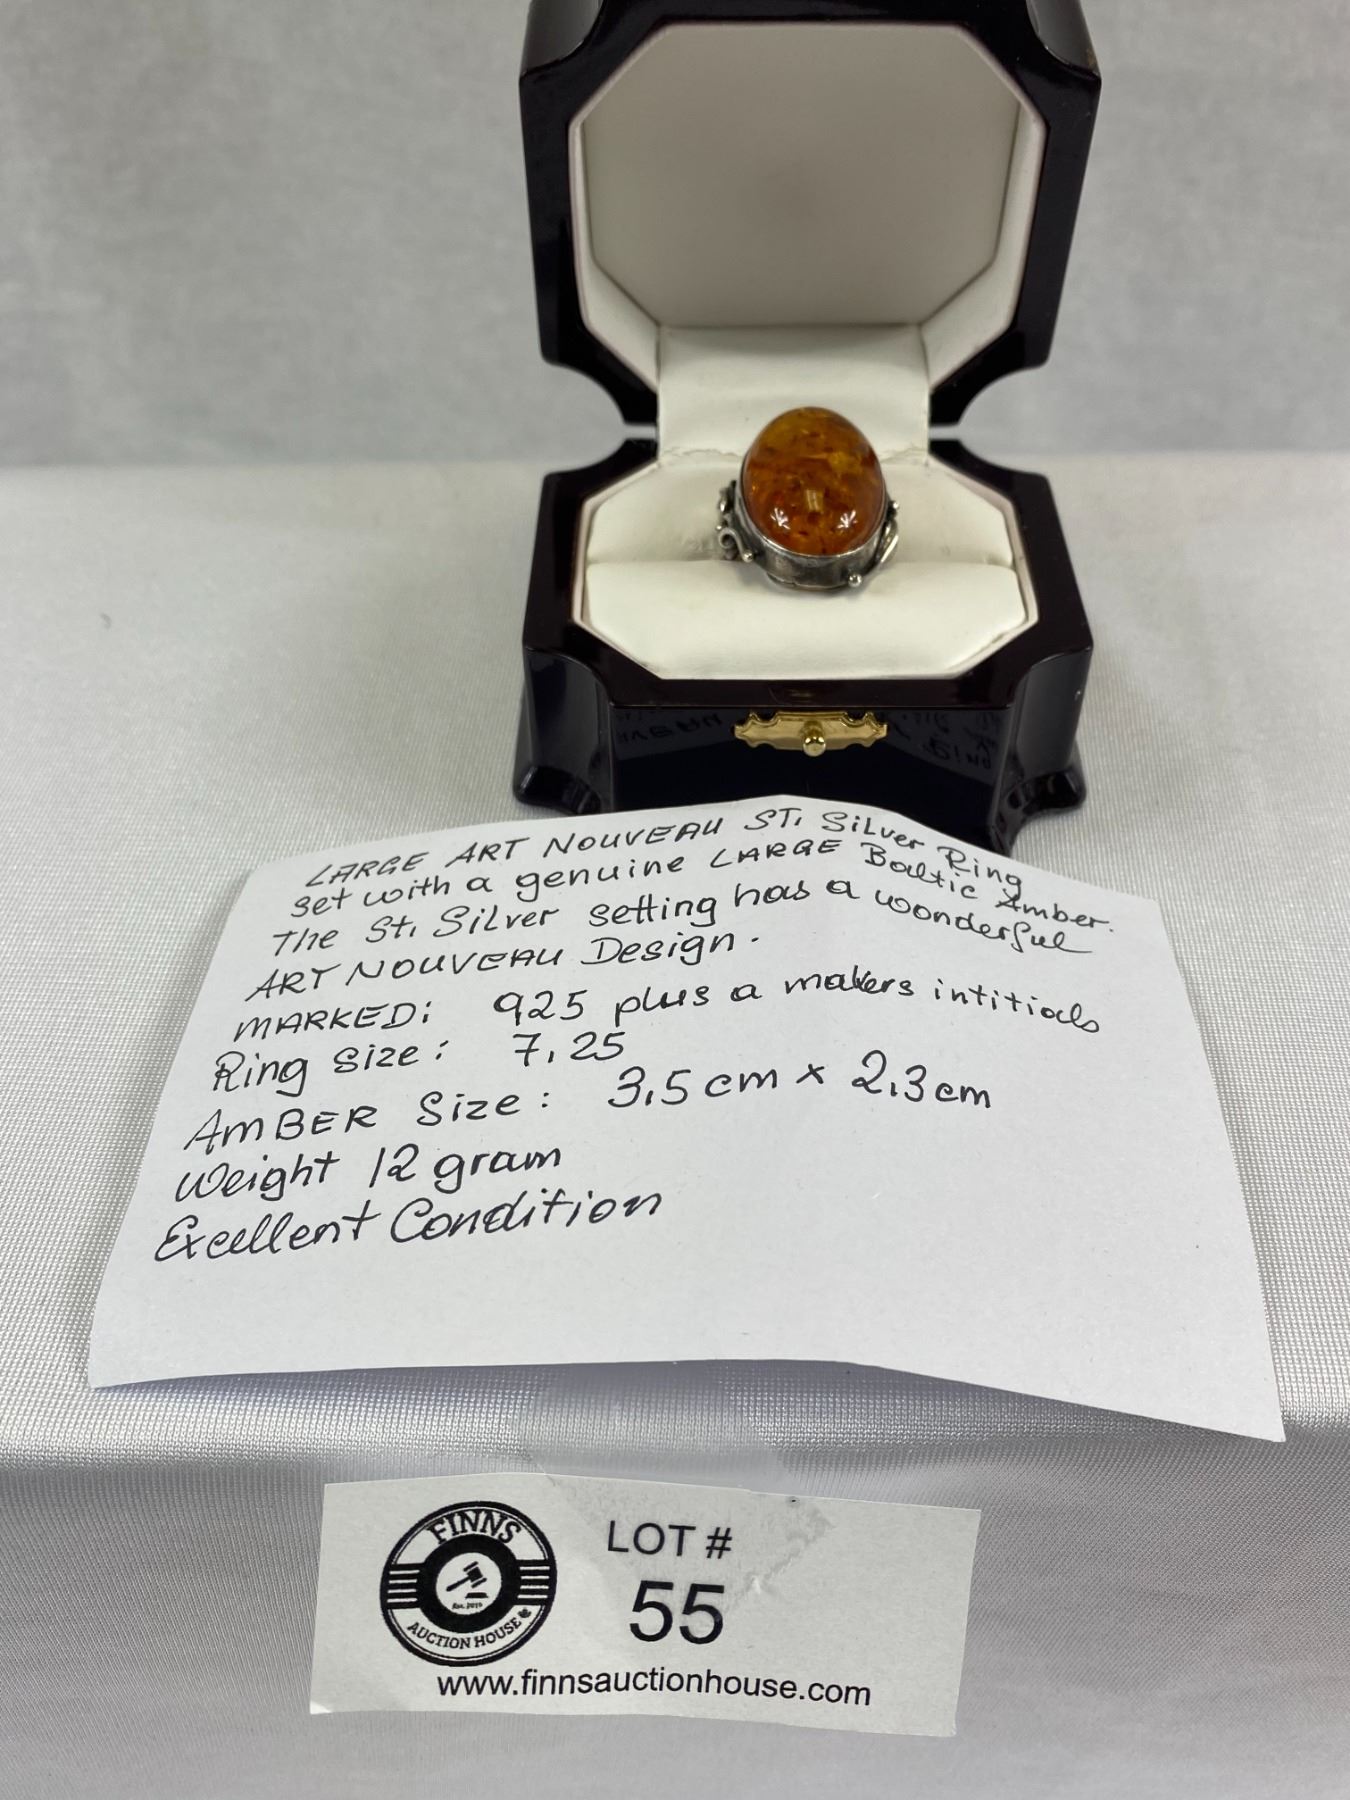 LARGE ART NOUVEAU ST. Silver Ring
set with a genuine LARGE Baltic Amber.
The St. Silver setting has a wonderful
ART NOUVEAU Design.
MARKED: 925 plus a makers intitials
Ring size: 7.25
AMBER Size: 3.5 cm x 2.3 cm
Weight 12 gram
Excellent Condition
FINNS
AUCTION HOUSE
LOT #
55
www.finnsauctionhouse.com